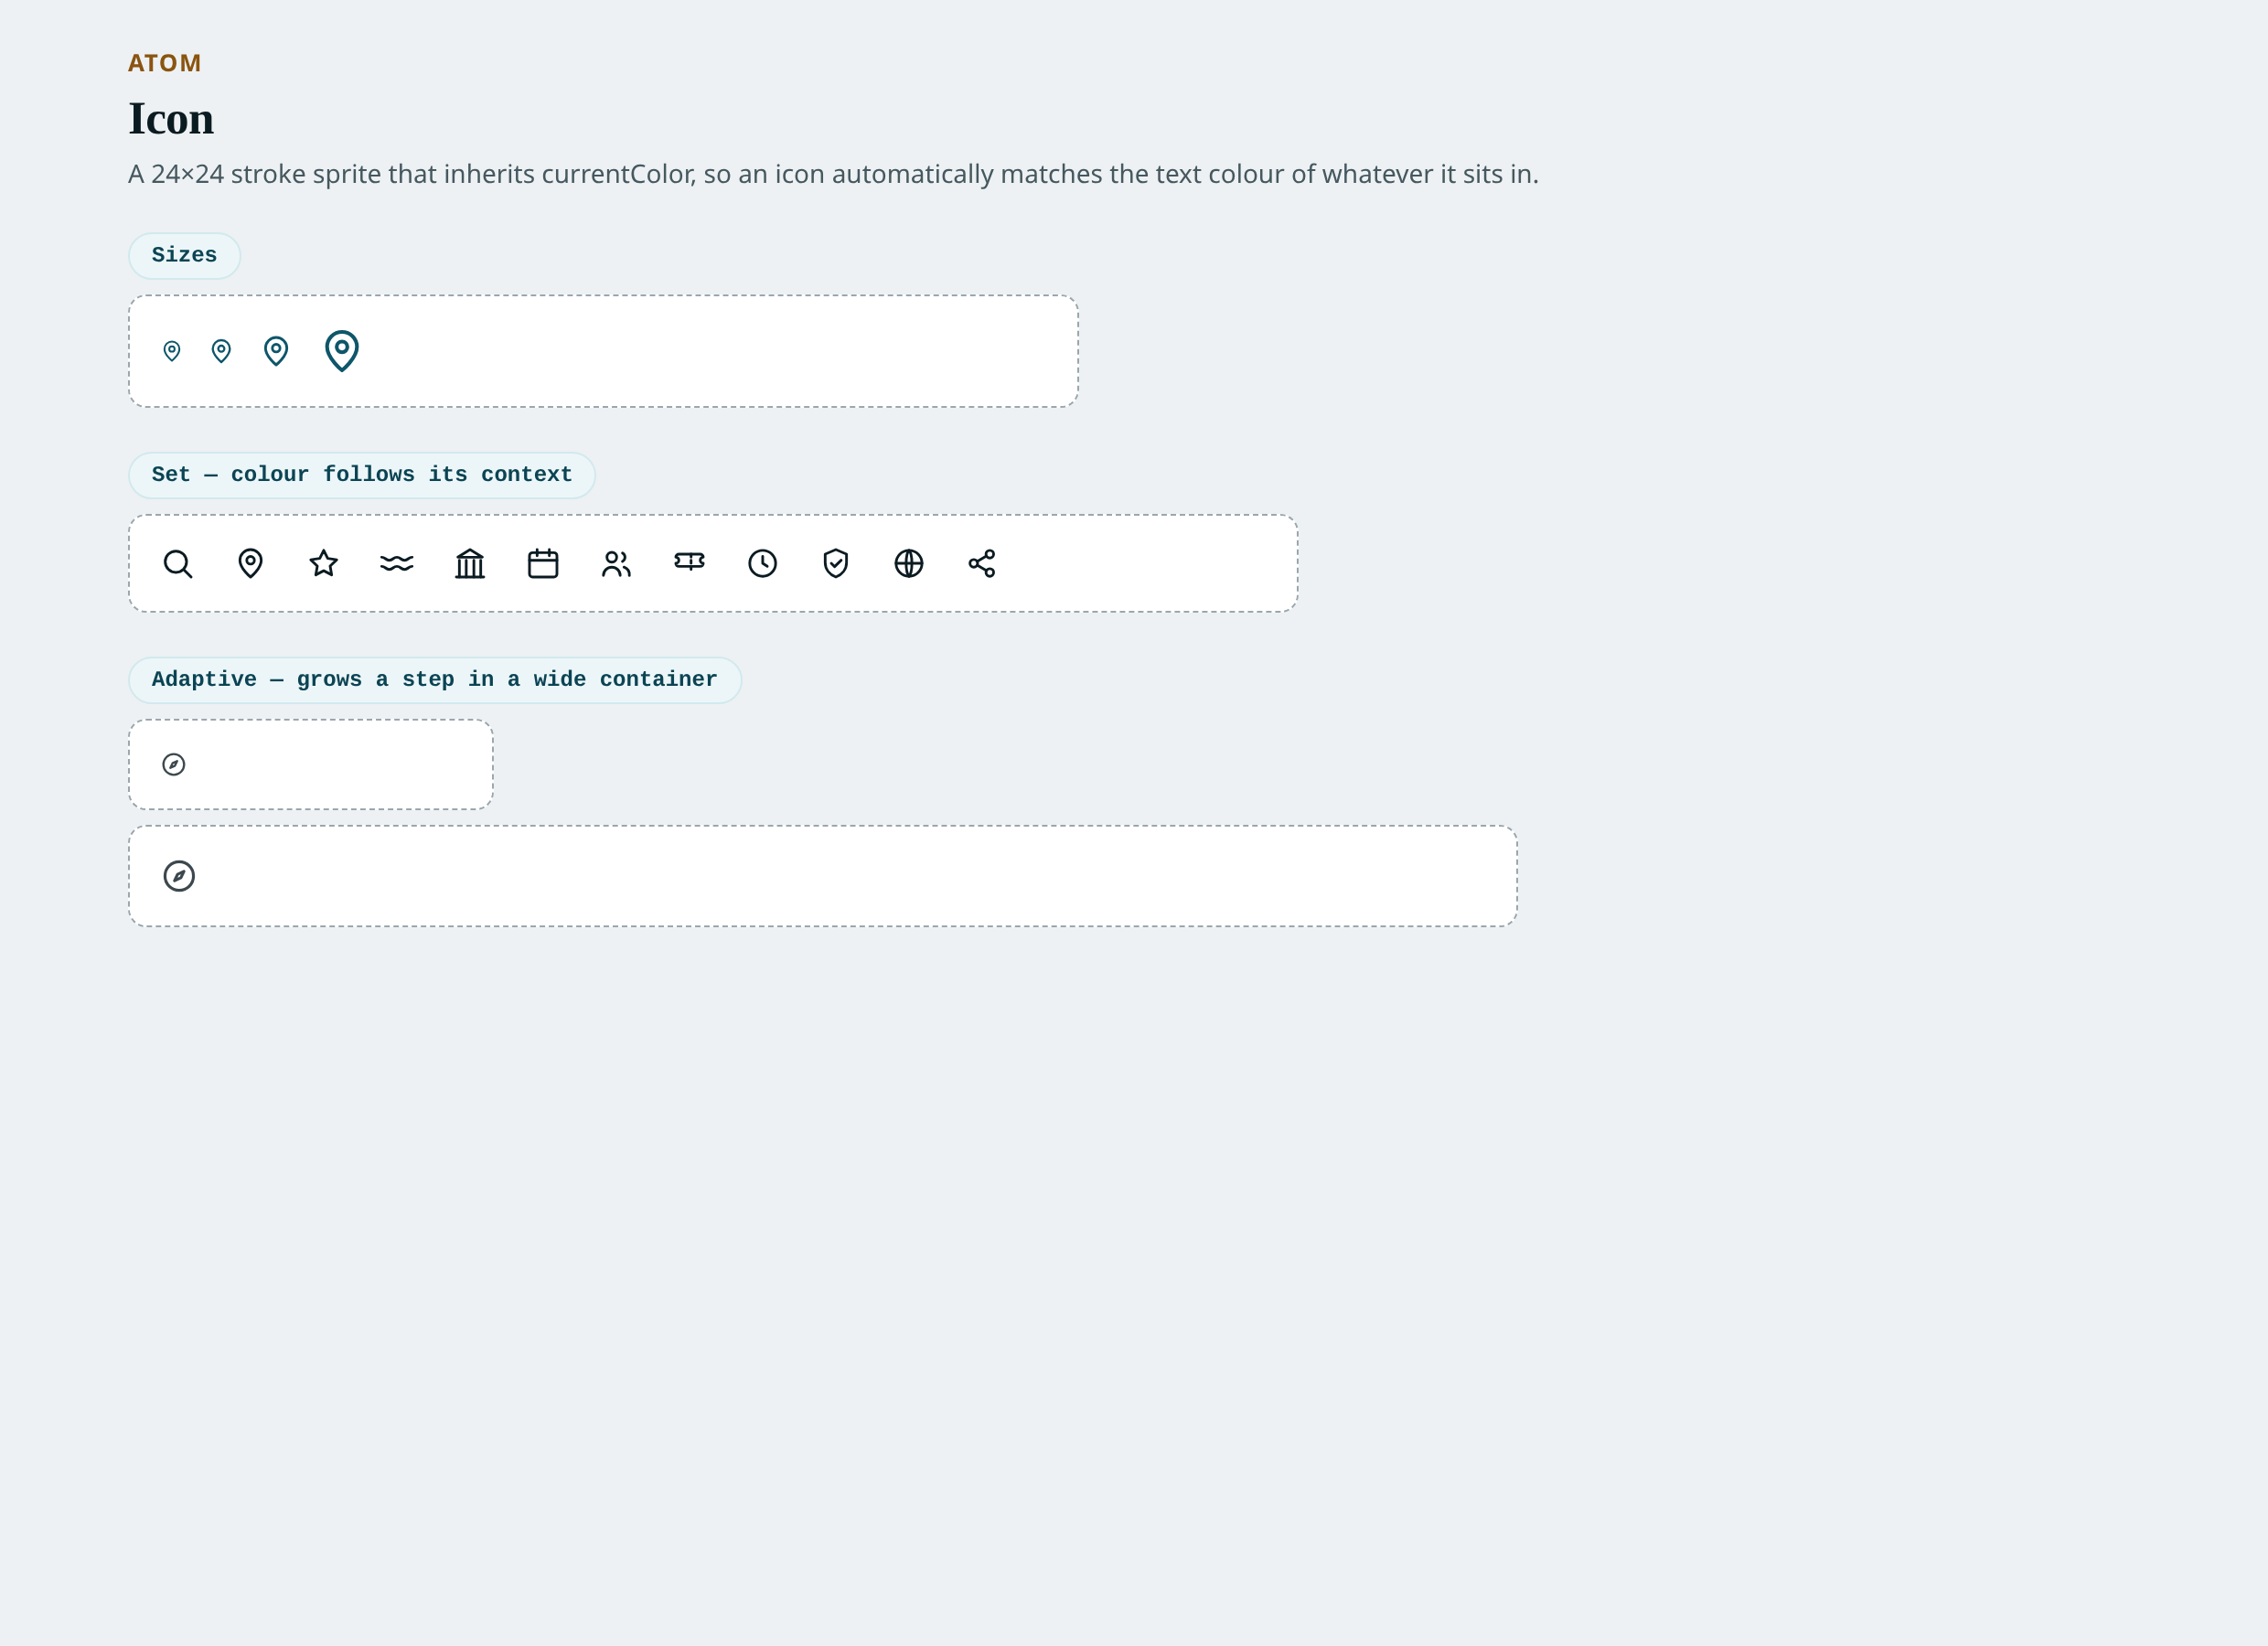 ATOM
Icon
A 24×24 stroke sprite that inherits currentColor, so an icon automatically matches the text colour of whatever it sits in.
Sizes
Set — colour follows its context
Adaptive — grows a step in a wide container